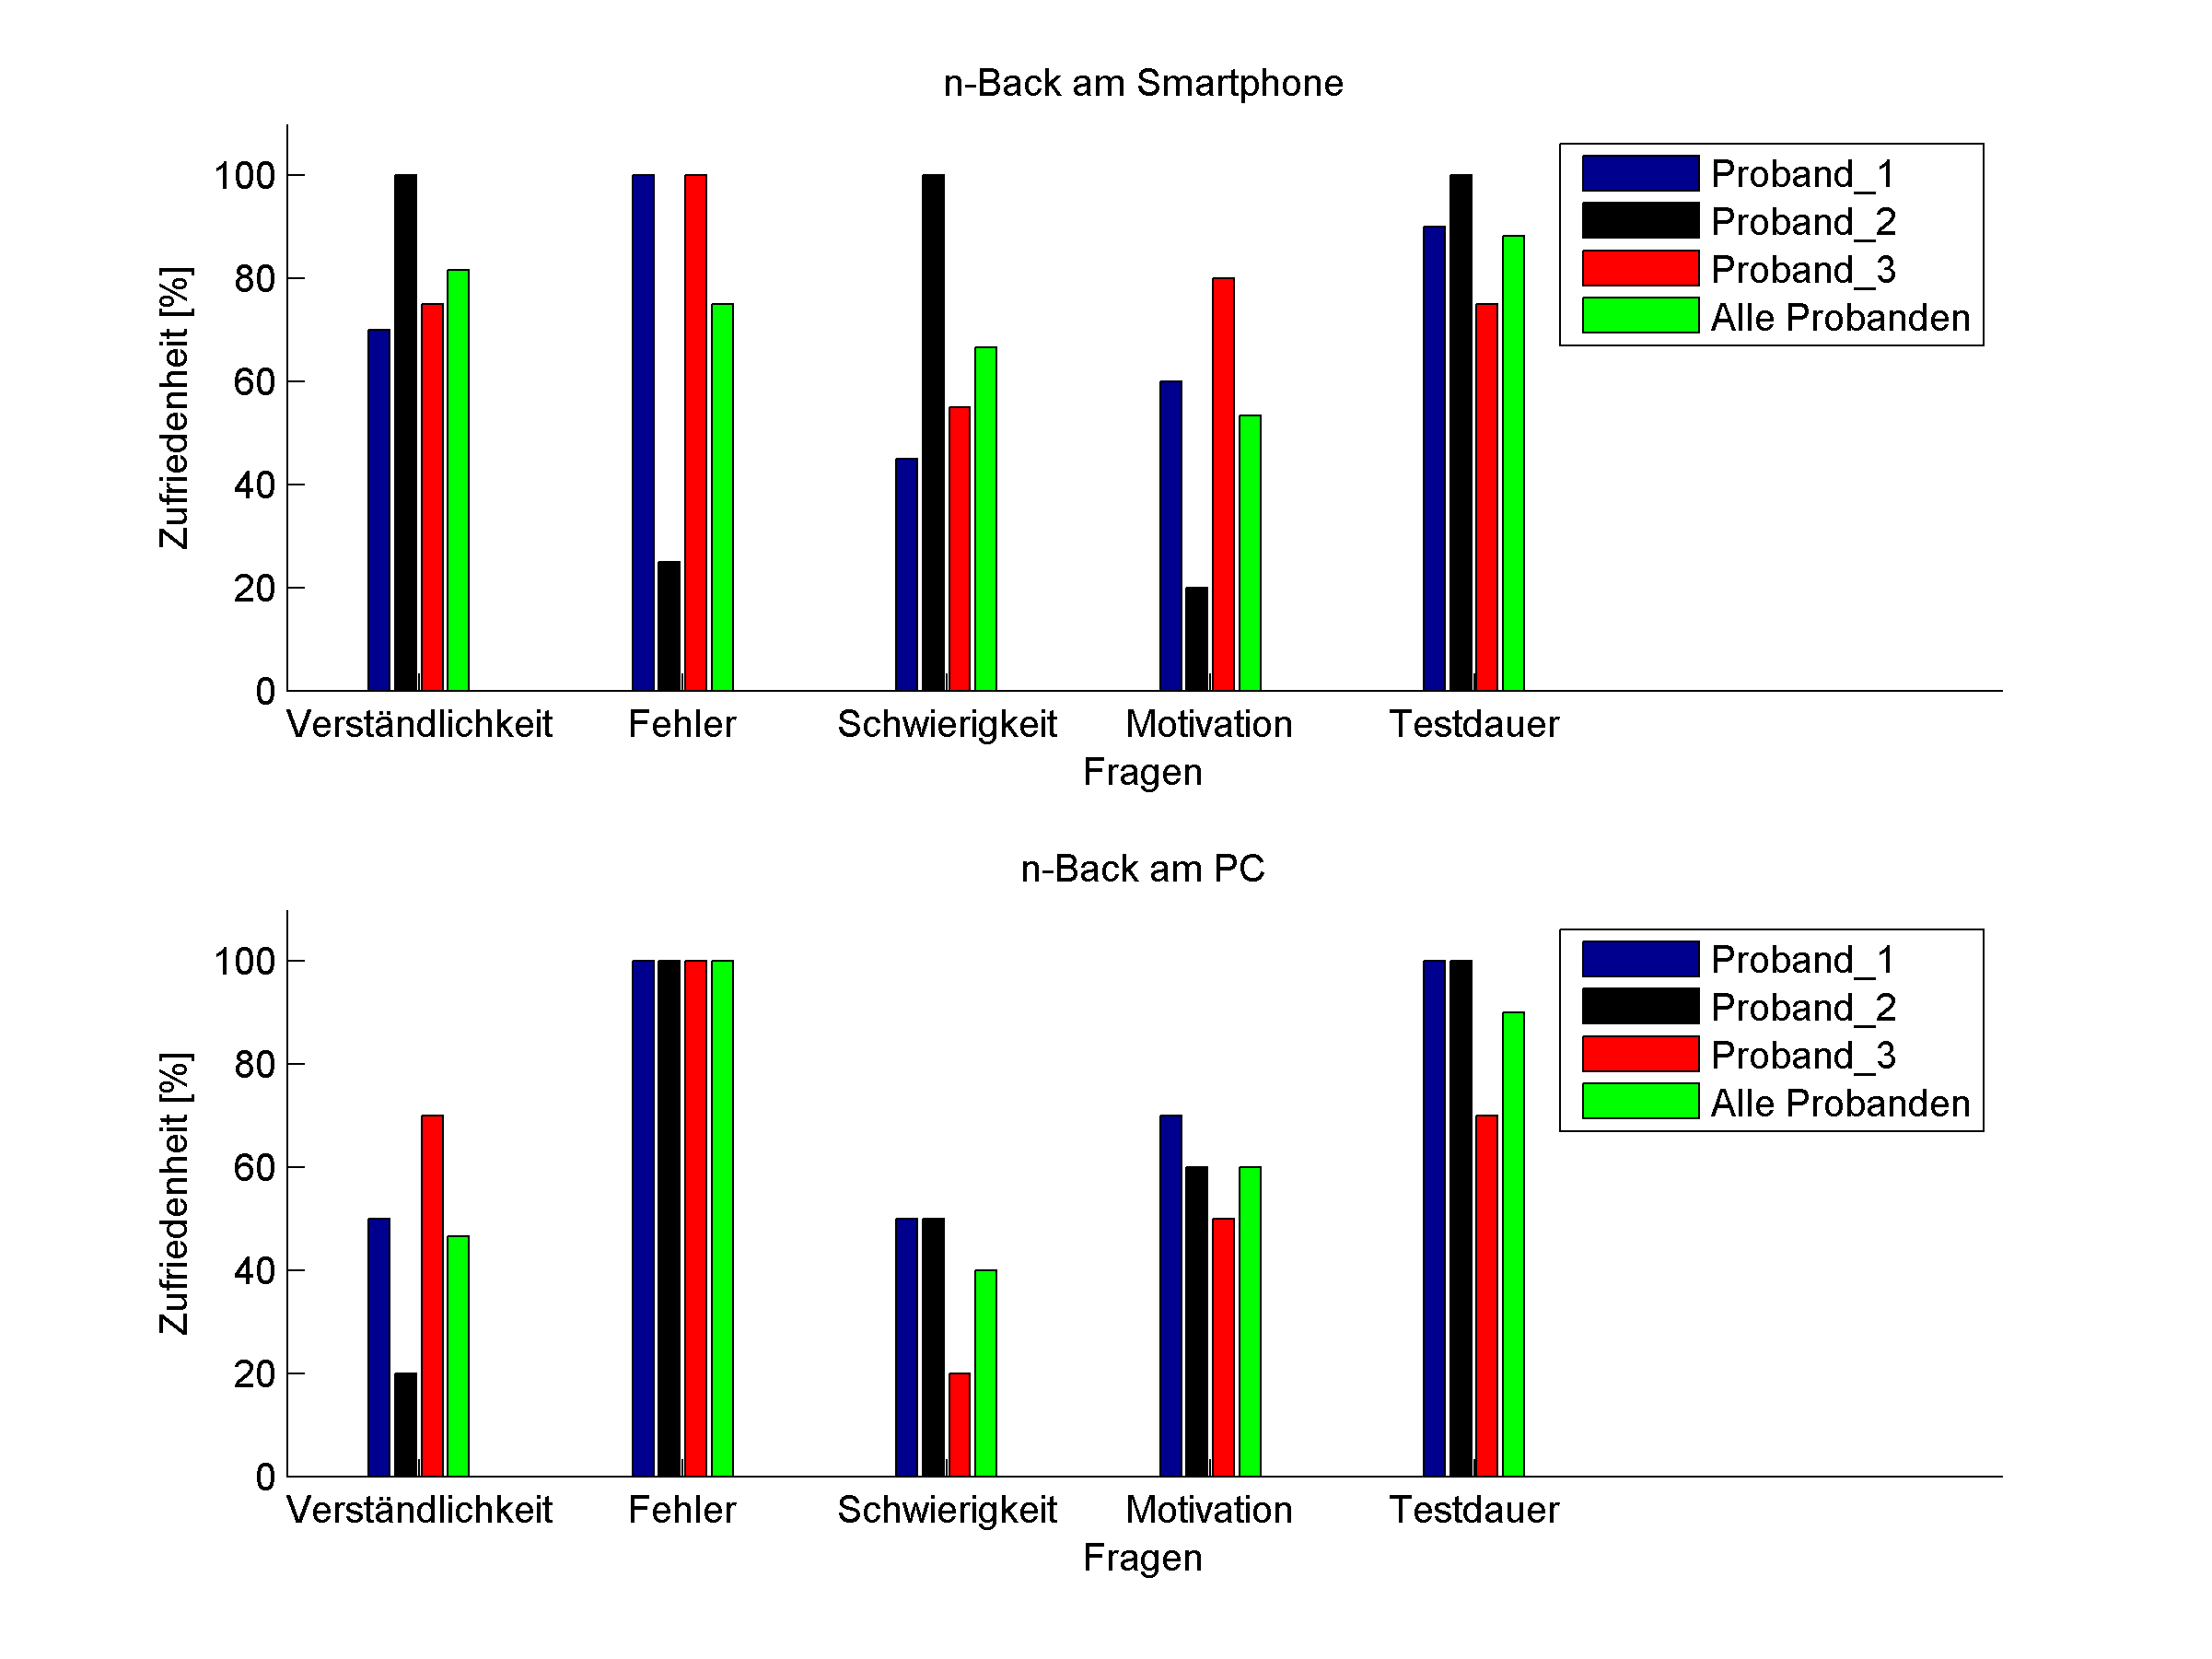 n-Back am Smartphone
Zufriedenheit [%]
100
80
60
40
20
0
Verständlichkeit Fehler Schwierigkeit Motivation Testdauer
Fragen
Proband_1
Proband_2
Proband_3
Alle Probanden
n-Back am PC
Zufriedenheit [%]
100
80
60
40
20
0
Verständlichkeit Fehler Schwierigkeit Motivation Testdauer
Fragen
Proband_1
Proband_2
Proband_3
Alle Probanden